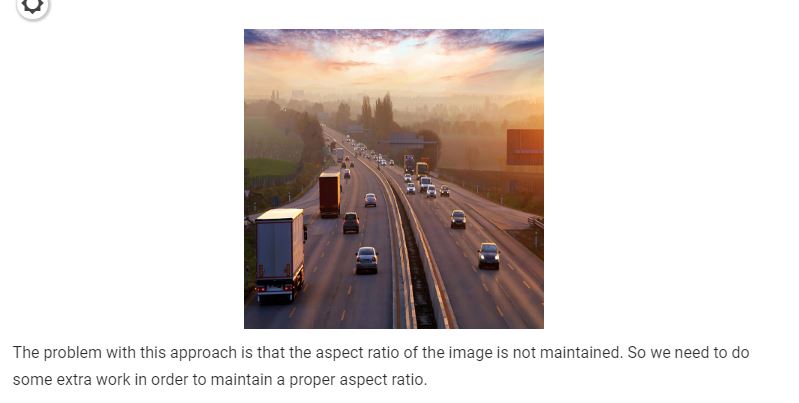 The problem with this approach is that the aspect ratio of the image is not maintained. So we need to do
some extra work in order to maintain a proper aspect ratio.